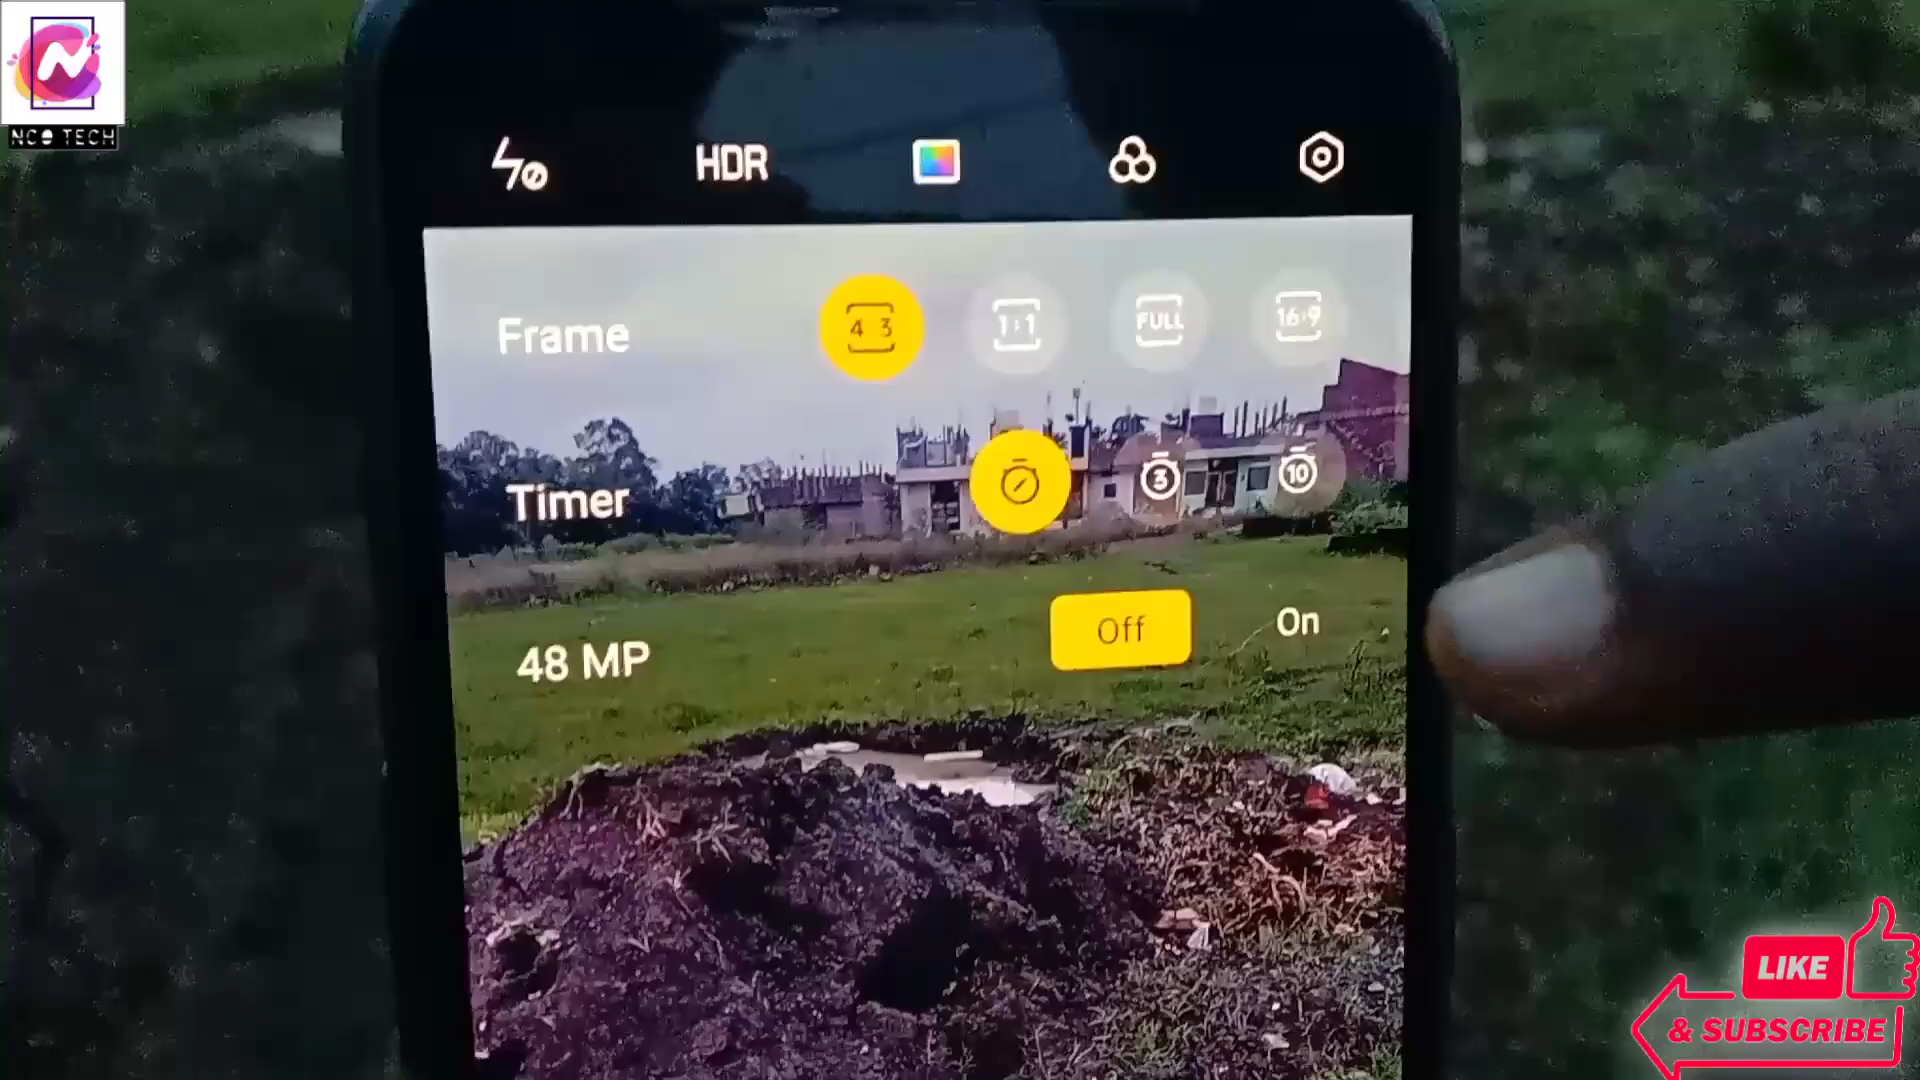 NCO TECH
HDR
Frame
4:3
1:1
FULL
16:9
Timer
3
10
48 MP
Off
On
LIKE
& SUBSCRIBE